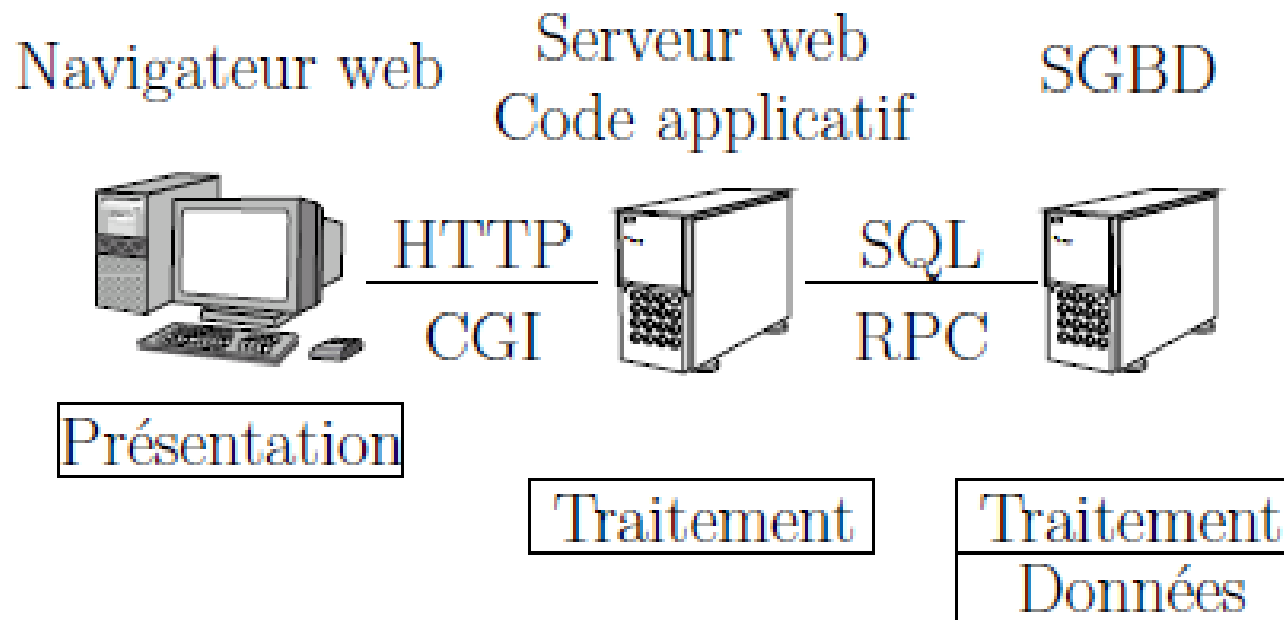 Navigateur web
Serveur web
Code applicatif
SGBD
HTTP
CGI
SQL
RPC
Présentation
Traitement
Traitement
Données